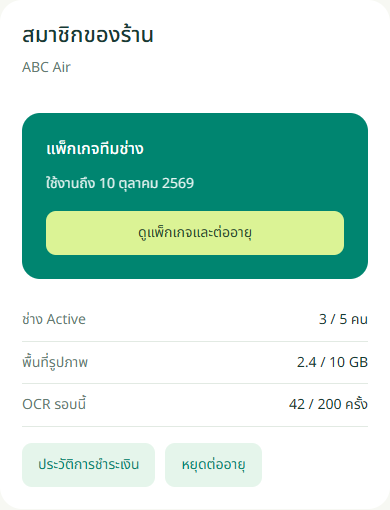 สมาชิกของร้าน
ABC Air
แพ็กเกจทีมช่าง
ใช้งานถึง 10 ตุลาคม 2569
ดูแพ็กเกจและต่ออายุ
ช่าง Active 3 / 5 คน
พื้นที่รูปภาพ 2.4 / 10 GB
OCR รอบนี้ 42 / 200 ครั้ง
ประวัติการชำระเงิน หยุดต่ออายุ